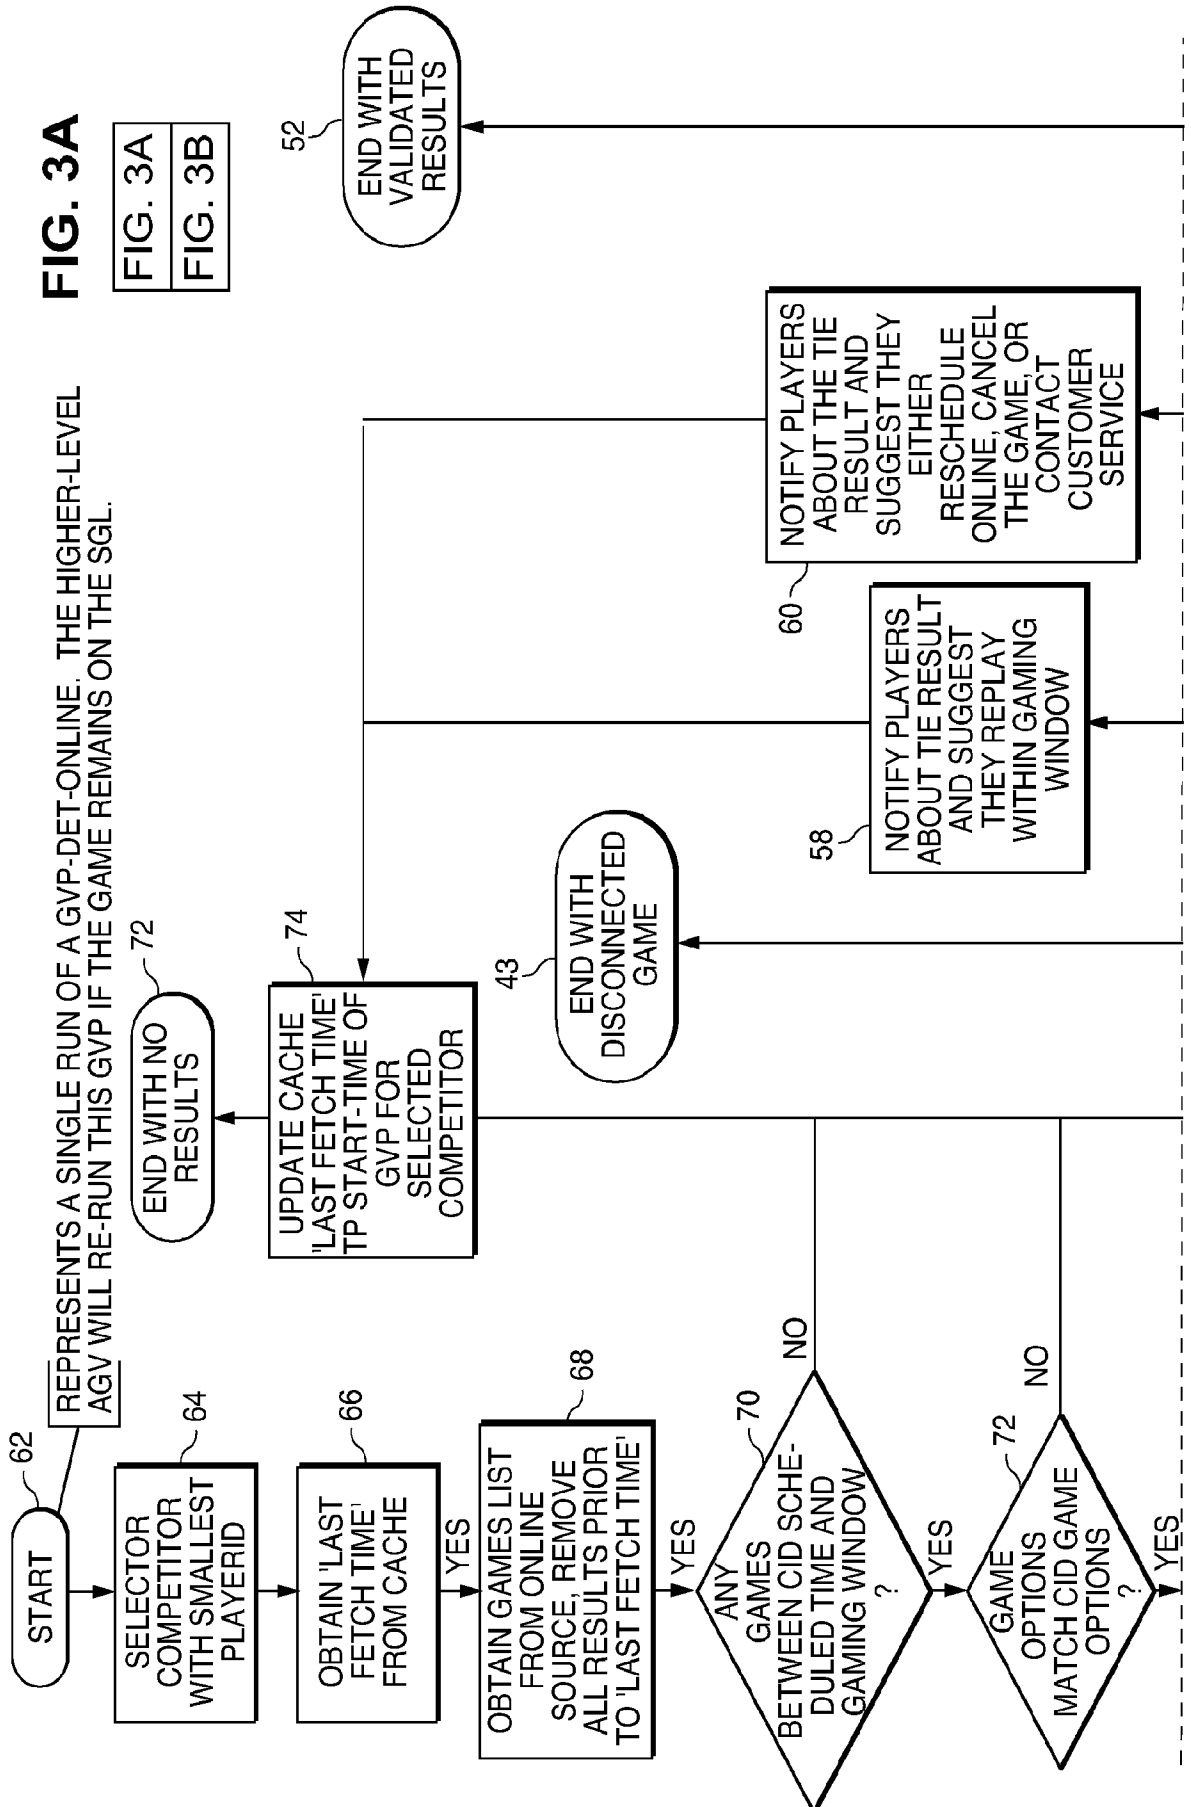 FIG. 3A
FIG. 3A
FIG. 3B
REPRESENTS A SINGLE RUN OF A GVP-DET-ONLINE. THE HIGHER-LEVEL
AGV WILL RE-RUN THIS GVP IF THE GAME REMAINS ON THE SGL.
62
START
64
SELECTOR
COMPETITOR
WITH SMALLEST
PLAYERID
66
OBTAIN 'LAST
FETCH TIME'
FROM CACHE
YES
68
OBTAIN GAMES LIST
FROM ONLINE
SOURCE, REMOVE
ALL RESULTS PRIOR
TO 'LAST FETCH TIME'
YES
70
ANY
GAMES
BETWEEN CID SCHE-
DULED TIME AND
GAMING WINDOW
?
NO
YES
72
GAME
OPTIONS
MATCH CID GAME
OPTIONS
?
NO
YES
72
END WITH NO
RESULTS
74
UPDATE CACHE
'LAST FETCH TIME'
TP START-TIME OF
GVP FOR
SELECTED
COMPETITOR
43
END WITH
DISCONNECTED
GAME
58
NOTIFY PLAYERS
ABOUT TIE RESULT
AND SUGGEST
THEY REPLAY
WITHIN GAMING
WINDOW
60
NOTIFY PLAYERS
ABOUT THE TIE
RESULT AND
SUGGEST THEY
EITHER
RESCHEDULE
ONLINE, CANCEL
THE GAME, OR
CONTACT
CUSTOMER
SERVICE
52
END WITH
VALIDATED
RESULTS